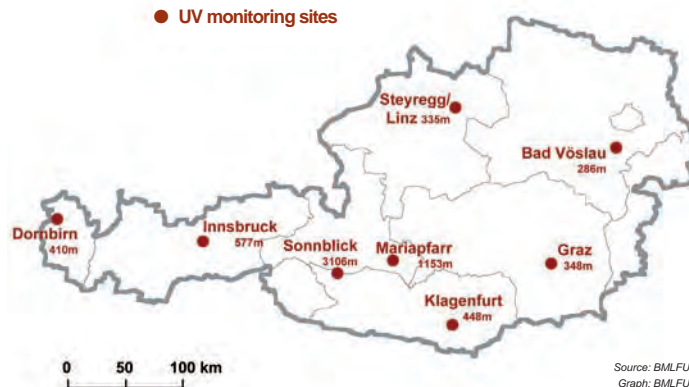 UV monitoring sites
Steyregg/
Linz 335m
Bad Vöslau
286m
Dornbirn
410m
Innsbruck
577m
Sonnblick
3106m
Mariapfarr
1153m
Graz
348m
Klagenfurt
448m
0 50 100 km
Source: BMLFU
Graph: BMLFU